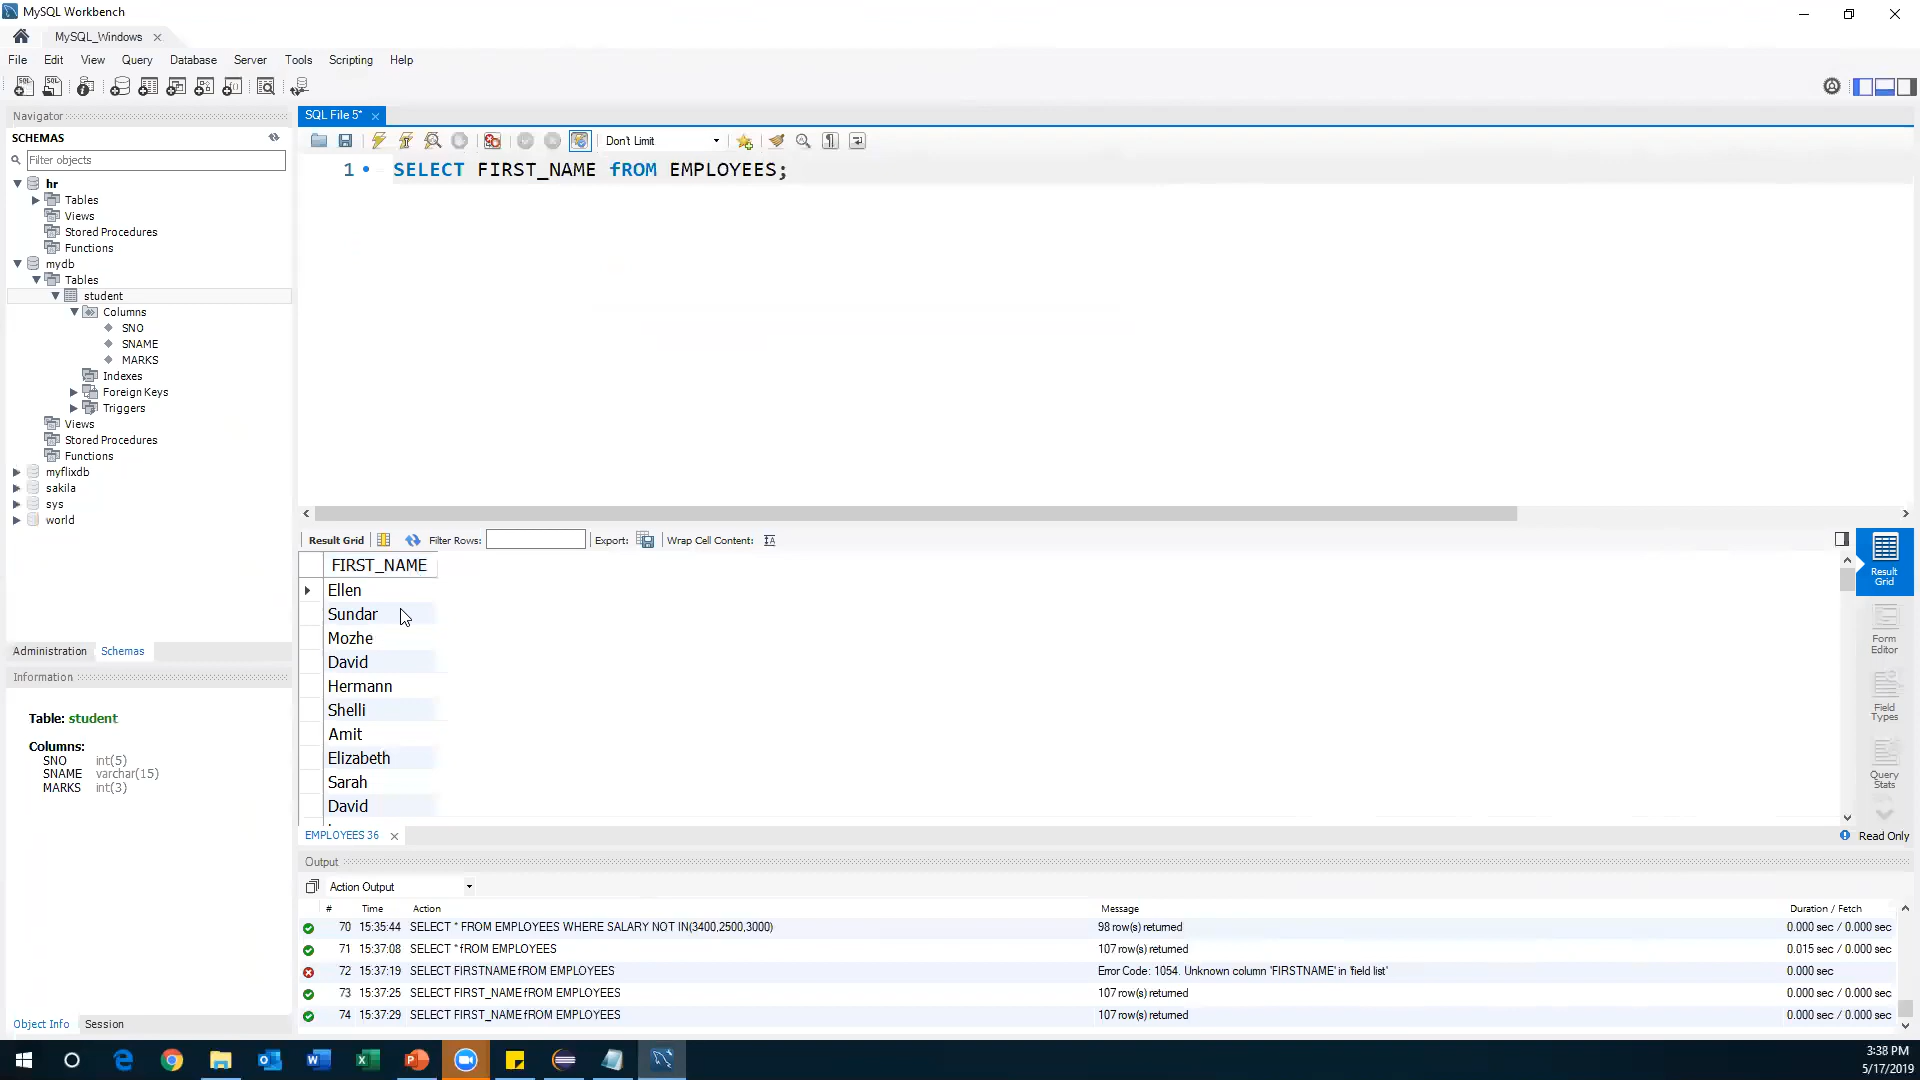 MySQL Workbench
MySQL_Windows
File Edit View Query Database Server Tools Scripting Help
Navigator
SCHEMAS
Filter objects
hr
Tables
Views
Stored Procedures
Functions
mydb
Tables
student
Columns
SNO
SNAME
MARKS
Indexes
Foreign Keys
Triggers
Views
Stored Procedures
Functions
myflixdb
sakila
sys
world
Administration Schemas
Information
Table: student
Columns:
SNO int(5)
SNAME varchar(15)
MARKS int(3)
Object Info Session
SQL File 5*
Don't Limit
1 SELECT FIRST_NAME fROM EMPLOYEES;
Result Grid Filter Rows: Export: Wrap Cell Content:
FIRST_NAME
Ellen
Sundar
Mozhe
David
Hermann
Shelli
Amit
Elizabeth
Sarah
David
Result Grid
Form Editor
Field Types
Query Stats
EMPLOYEES 36
Read Only
Output
Action Output
# Time Action Message Duration / Fetch
70 15:35:44 SELECT * FROM EMPLOYEES WHERE SALARY NOT IN(3400,2500,3000) 98 row(s) returned 0.000 sec / 0.000 sec
71 15:37:08 SELECT * fROM EMPLOYEES 107 row(s) returned 0.015 sec / 0.000 sec
72 15:37:19 SELECT FIRSTNAME fROM EMPLOYEES Error Code: 1054. Unknown column 'FIRSTNAME' in 'field list' 0.000 sec
73 15:37:25 SELECT FIRST_NAME fROM EMPLOYEES 107 row(s) returned 0.000 sec / 0.000 sec
74 15:37:29 SELECT FIRST_NAME fROM EMPLOYEES 107 row(s) returned 0.000 sec / 0.000 sec
3:38 PM
5/17/2019